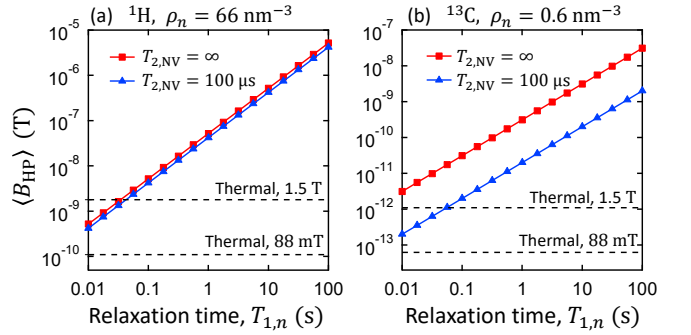 (a) ¹H, ρₙ = 66 nm⁻³
(b) ¹³C, ρₙ = 0.6 nm⁻³
⟨B_HP⟩ (T)
10⁻⁵
10⁻⁶
10⁻⁷
10⁻⁸
10⁻⁹
10⁻¹⁰
T₂,NV = ∞
T₂,NV = 100 μs
Thermal, 1.5 T
Thermal, 88 mT
0.01 0.1 1 10 100
Relaxation time, T₁,ₙ (s)
10⁻⁷
10⁻⁸
10⁻⁹
10⁻¹⁰
10⁻¹¹
10⁻¹²
10⁻¹³
T₂,NV = ∞
T₂,NV = 100 μs
Thermal, 1.5 T
Thermal, 88 mT
0.01 0.1 1 10 100
Relaxation time, T₁,ₙ (s)